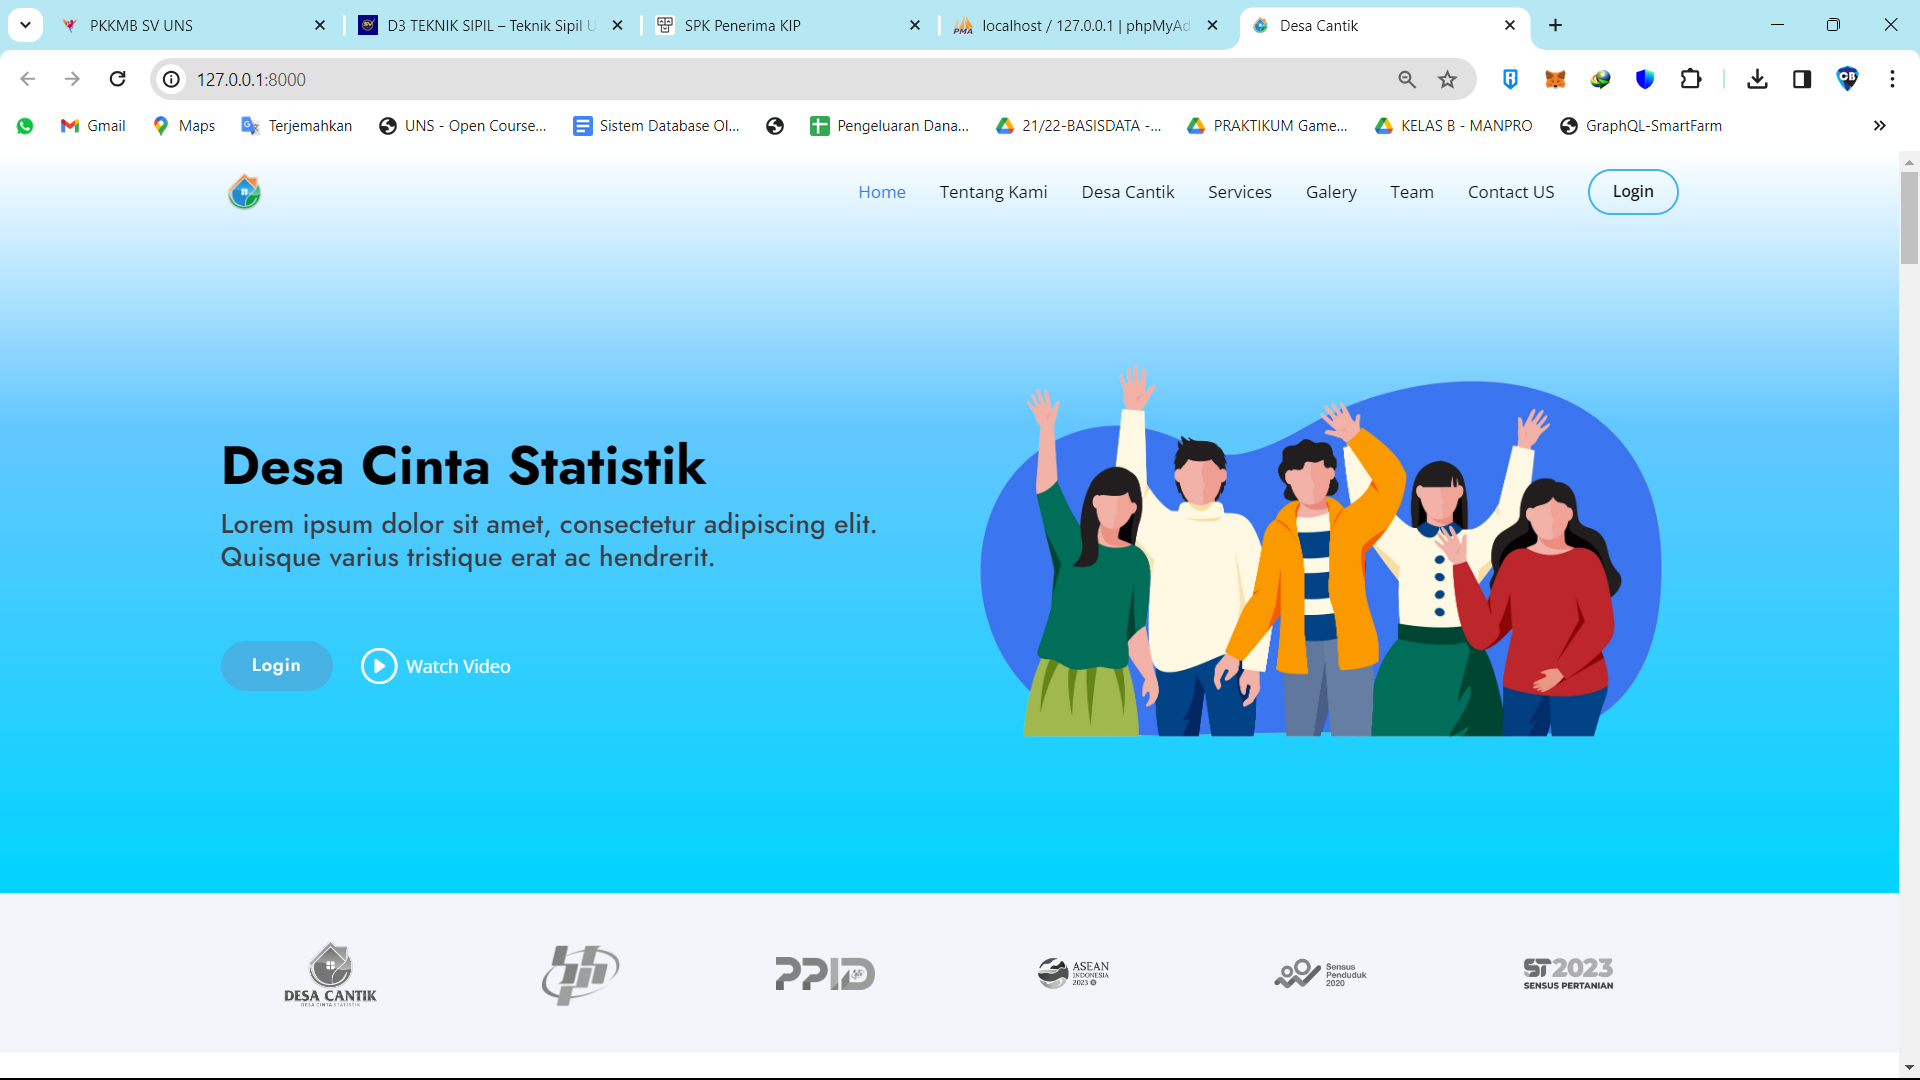 PKKMB SV UNS
D3 TEKNIK SIPIL – Teknik Sipil U
SPK Penerima KIP
localhost / 127.0.0.1 | phpMyAd
Desa Cantik
127.0.0.1:8000
Gmail
Maps
Terjemahkan
UNS - Open Course...
Sistem Database Ol...
Pengeluaran Dana...
21/22-BASISDATA -...
PRAKTIKUM Game...
KELAS B - MANPRO
GraphQL-SmartFarm
Home
Tentang Kami
Desa Cantik
Services
Galery
Team
Contact US
Login
Desa Cinta Statistik
Lorem ipsum dolor sit amet, consectetur adipiscing elit.
Quisque varius tristique erat ac hendrerit.
Login
Watch Video
DESA CANTIK
DESA CINTA STATISTIK
PPID
ASEAN
INDONESIA
2023
Sensus
Penduduk
2020
ST2023
SENSUS PERTANIAN